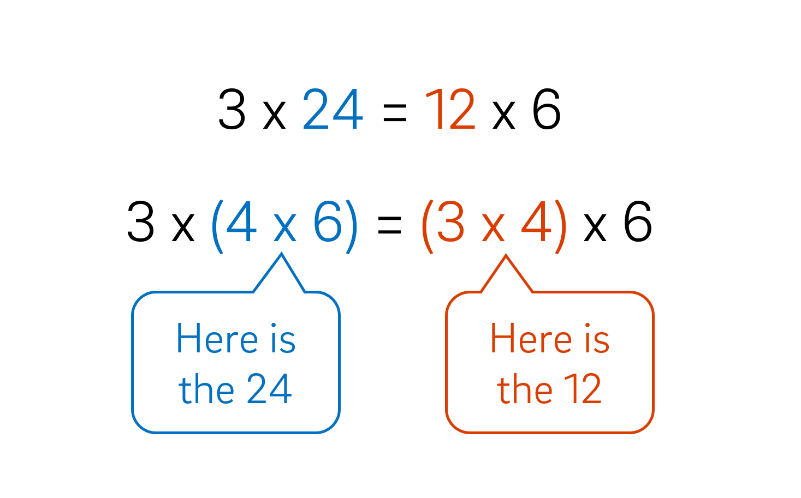 3 x 24 = 12 x 6
3 x (4 x 6) = (3 x 4) x 6
Here is
the 24
Here is
the 12